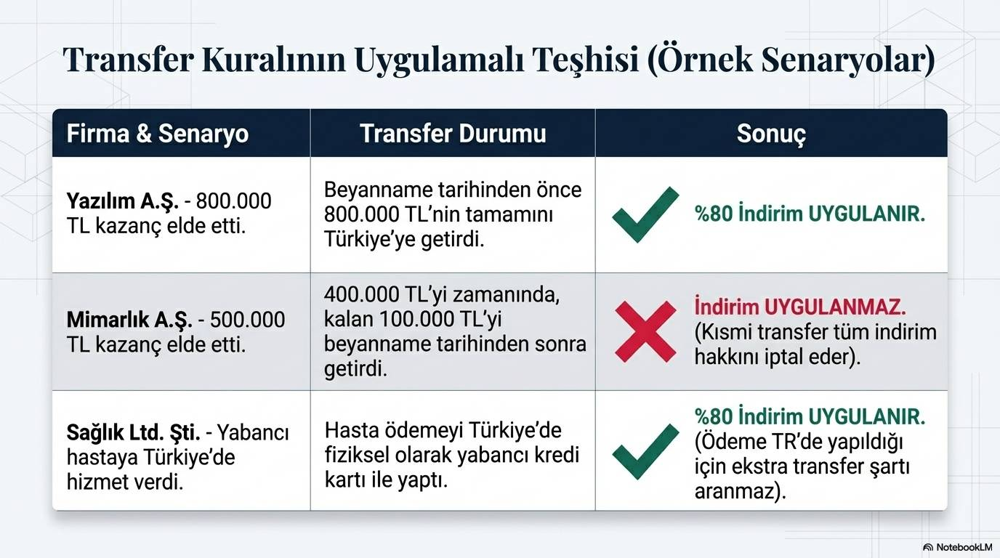 Transfer Kuralının Uygulamalı Teşhisi (Örnek Senaryolar)
Firma & Senaryo
Transfer Durumu
Sonuç
Yazılım A.Ş. - 800.000
TL kazanç elde etti.
Beyanname tarihinden önce
800.000 TL'nin tamamını
Türkiye'ye getirdi.
%80 İndirim UYGULANIR.
Mimarlık A.Ş. - 500.000
TL kazanç elde etti.
400.000 TL'yi zamanında,
kalan 100.000 TL'yi
beyanname tarihinden sonra
getirdi.
İndirim UYGULANMAZ.
(Kısmi transfer tüm indirim
hakkını iptal eder).
Sağlık Ltd. Şti. - Yabancı
hastaya Türkiye'de
hizmet verdi.
Hasta ödemeyi Türkiye'de
fiziksel olarak yabancı kredi
kartı ile yaptı.
%80 İndirim UYGULANIR.
(Ödeme TR'de yapıldığı
için ekstra transfer şartı
aranmaz).
NotebookLM